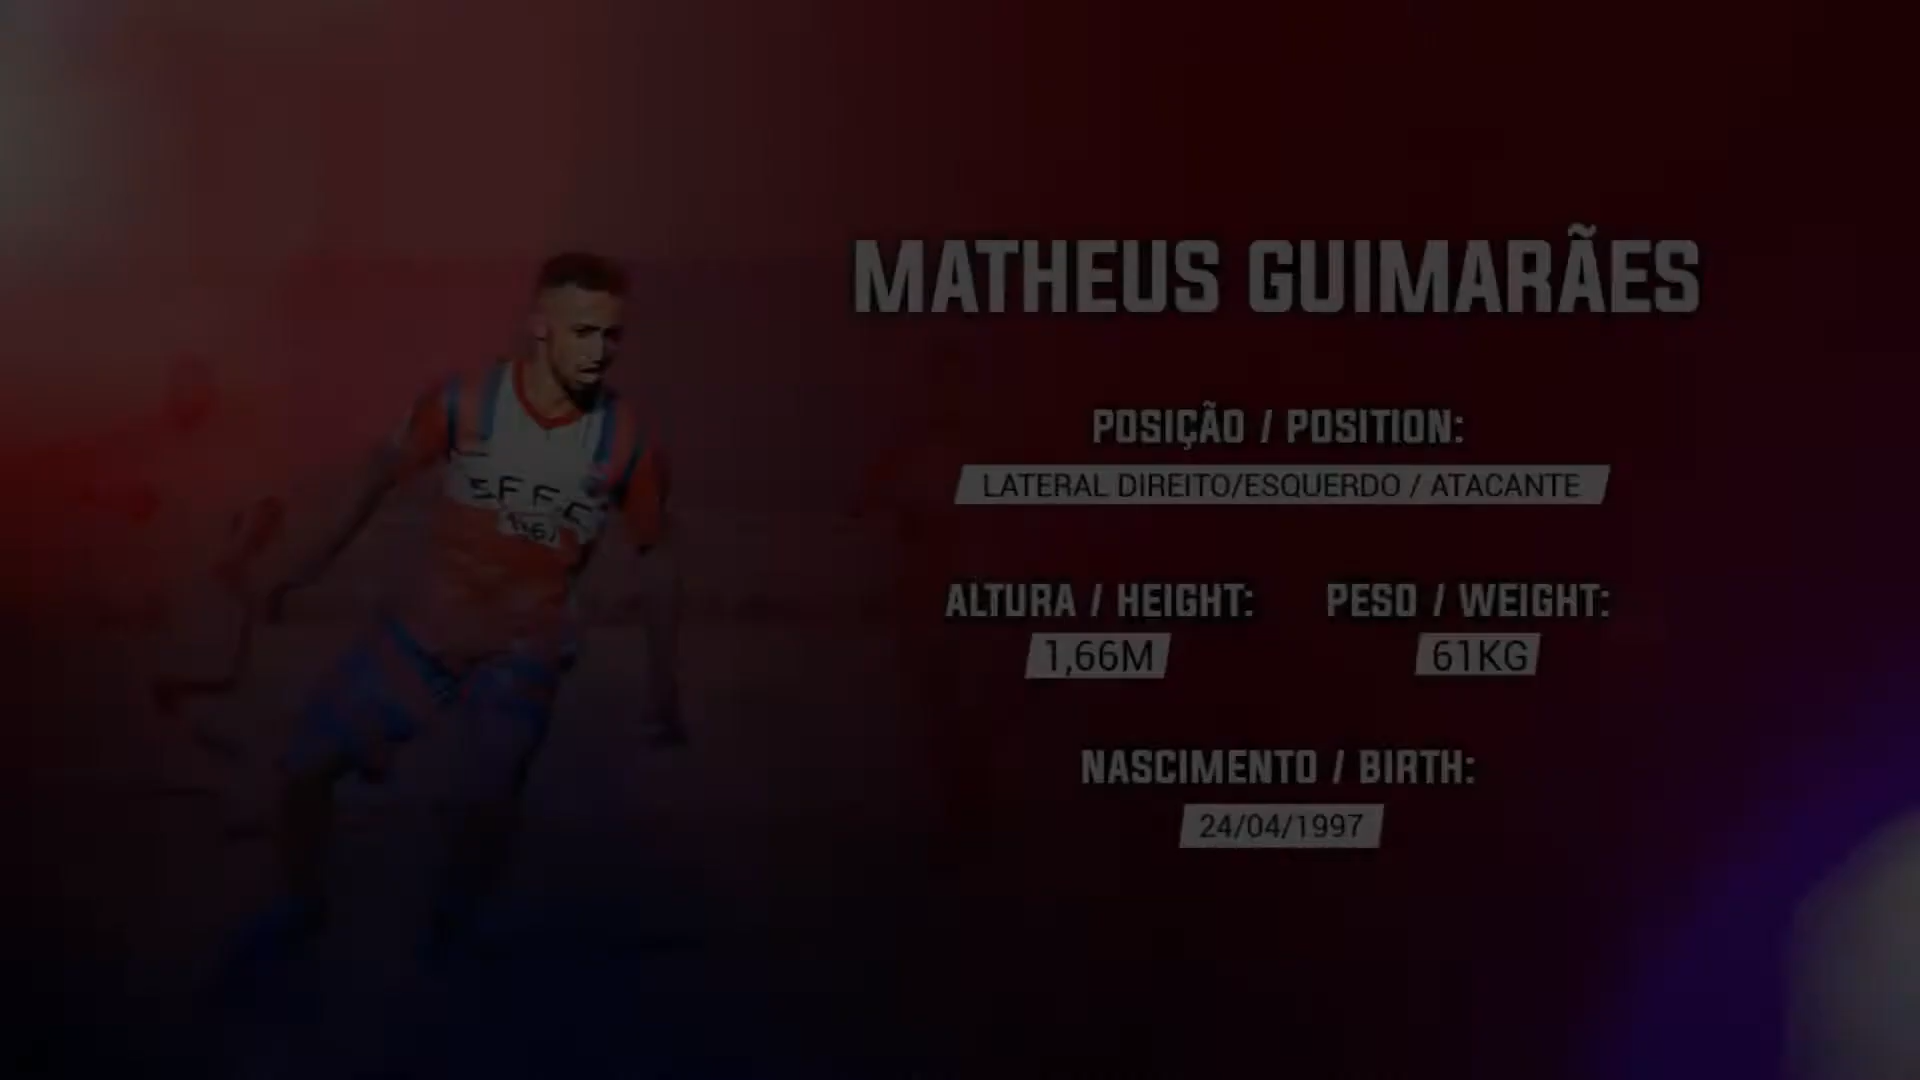 MATHEUS GUIMARÃES
POSIÇÃO / POSITION:
LATERAL DIREITO/ESQUERDO / ATACANTE
ALTURA / HEIGHT: PESO / WEIGHT:
1,66M 61KG
NASCIMENTO / BIRTH:
24/04/1997